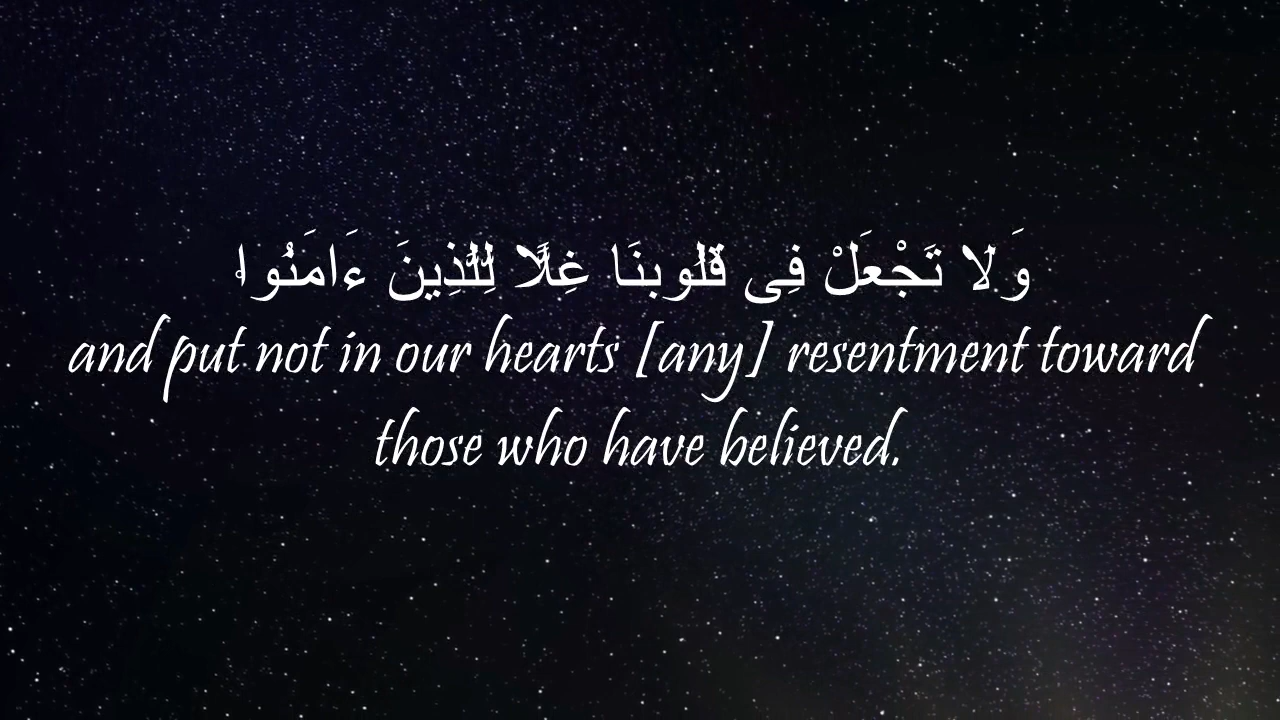 وَلَا تَجْعَلْ فِى قُلُوبِنَا غِلًّا لِّلَّذِينَ ءَامَنُوا۟
and put not in our hearts [any] resentment toward
those who have believed.